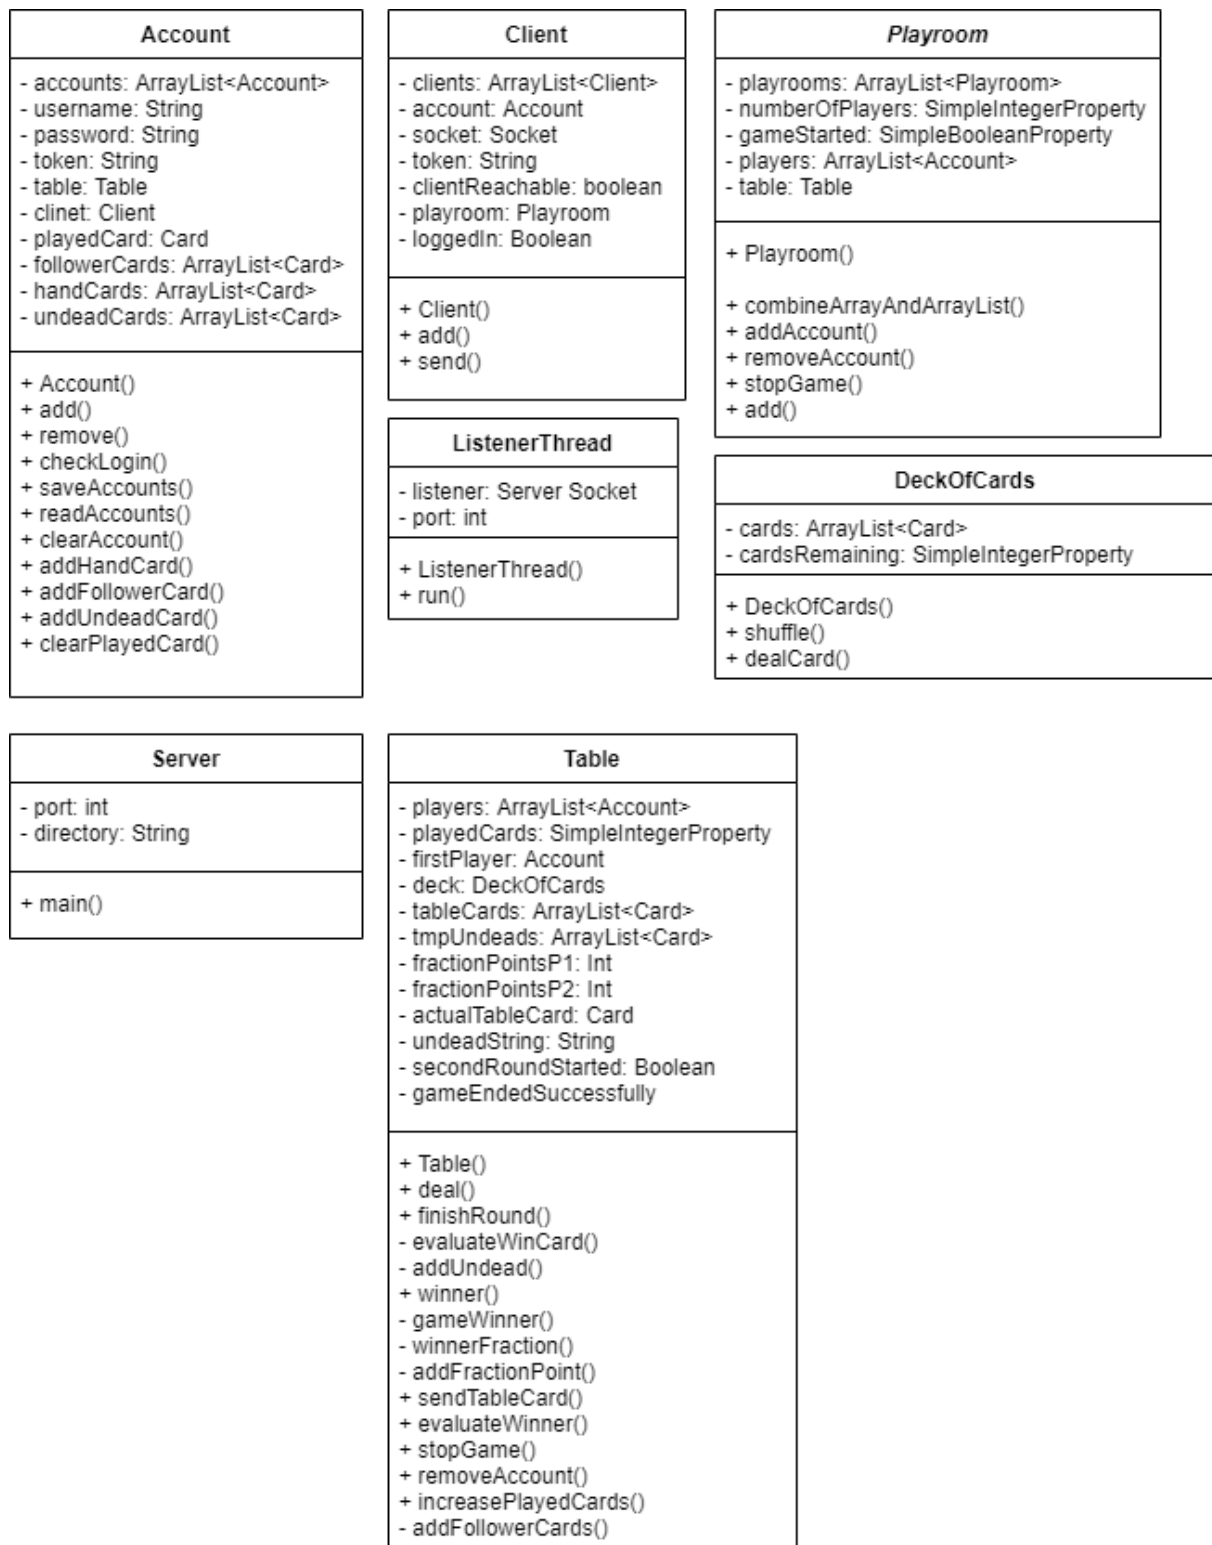 Account
- accounts: ArrayList<Account>
- username: String
- password: String
- token: String
- table: Table
- clinet: Client
- playedCard: Card
- followerCards: ArrayList<Card>
- handCards: ArrayList<Card>
- undeadCards: ArrayList<Card>
+ Account()
+ add()
+ remove()
+ checkLogin()
+ saveAccounts()
+ readAccounts()
+ clearAccount()
+ addHandCard()
+ addFollowerCard()
+ addUndeadCard()
+ clearPlayedCard()
Client
- clients: ArrayList<Client>
- account: Account
- socket: Socket
- token: String
- clientReachable: boolean
- playroom: Playroom
- loggedIn: Boolean
+ Client()
+ add()
+ send()
Playroom
- playrooms: ArrayList<Playroom>
- numberOfPlayers: SimpleIntegerProperty
- gameStarted: SimpleBooleanProperty
- players: ArrayList<Account>
- table: Table
+ Playroom()
+ combineArrayAndArrayList()
+ addAccount()
+ removeAccount()
+ stopGame()
+ add()
ListenerThread
- listener: Server Socket
- port: int
+ ListenerThread()
+ run()
DeckOfCards
- cards: ArrayList<Card>
- cardsRemaining: SimpleIntegerProperty
+ DeckOfCards()
+ shuffle()
+ dealCard()
Server
- port: int
- directory: String
+ main()
Table
- players: ArrayList<Account>
- playedCards: SimpleIntegerProperty
- firstPlayer: Account
- deck: DeckOfCards
- tableCards: ArrayList<Card>
- tmpUndeads: ArrayList<Card>
- fractionPointsP1: Int
- fractionPointsP2: Int
- actualTableCard: Card
- undeadString: String
- secondRoundStarted: Boolean
- gameEndedSuccessfully
+ Table()
+ deal()
+ finishRound()
- evaluateWinCard()
- addUndead()
+ winner()
- gameWinner()
- winnerFraction()
- addFractionPoint()
+ sendTableCard()
+ evaluateWinner()
+ stopGame()
+ removeAccount()
+ increasePlayedCards()
- addFollowerCards()